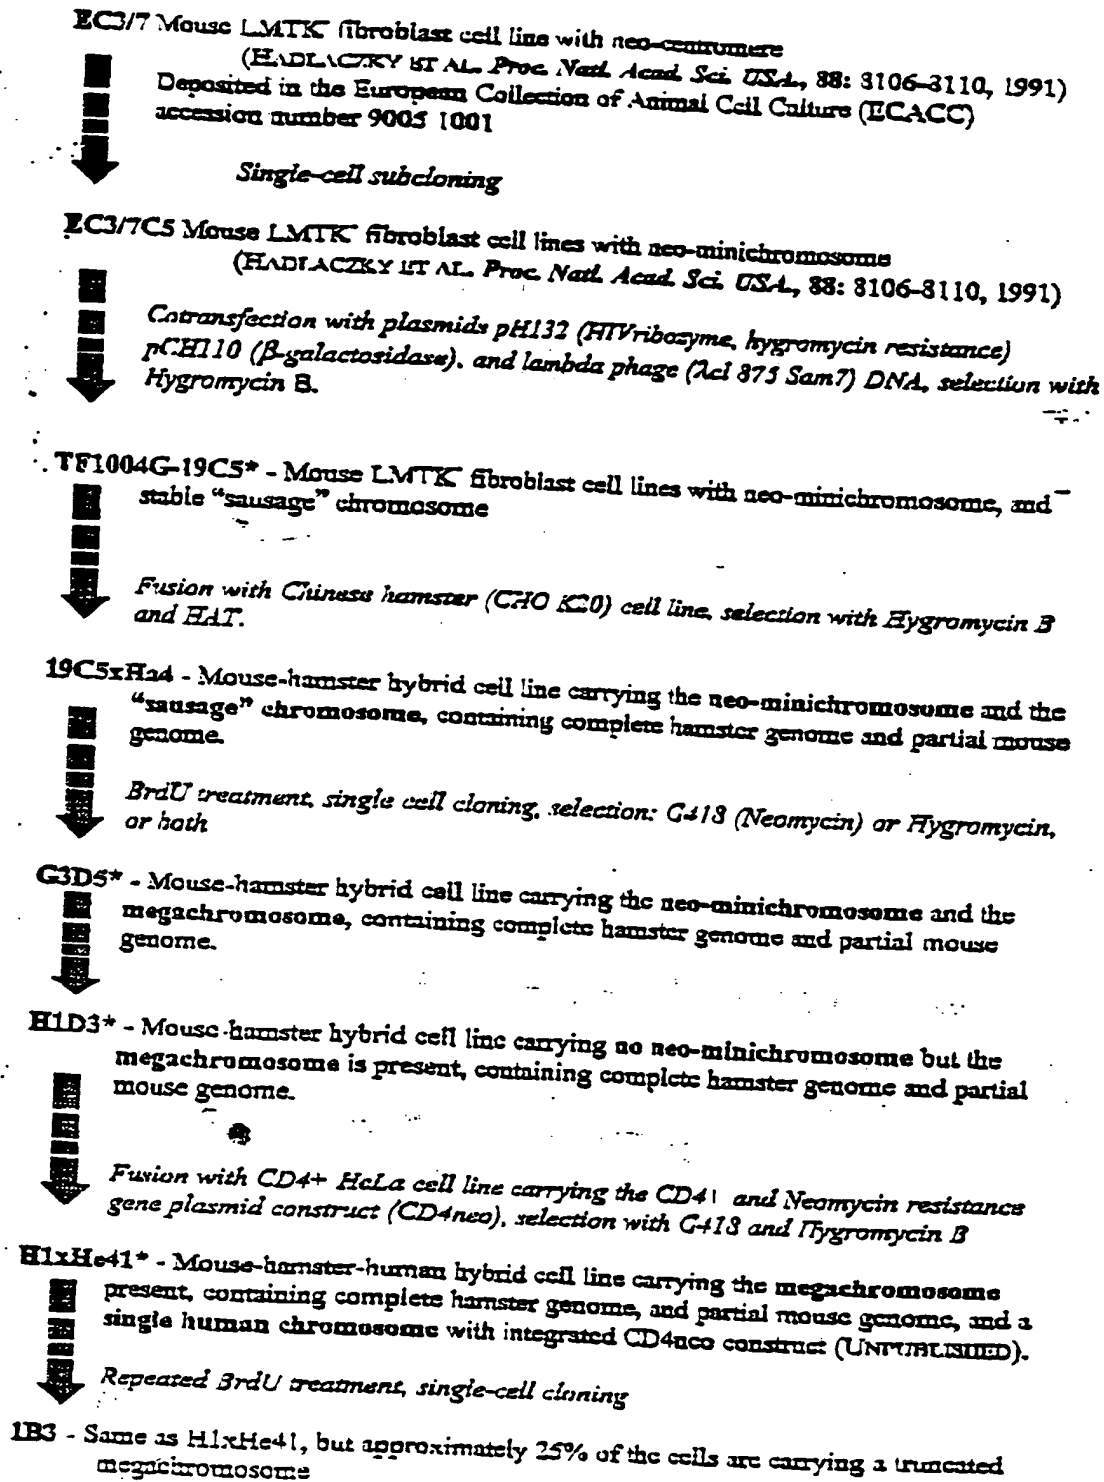 EC3/7 Mouse LMTK⁻ fibroblast cell line with neo-centromere
(HADLACZKY ET AL. Proc. Natl. Acad. Sci. USA., 88: 8106-8110, 1991)
Deposited in the European Collection of Animal Cell Culture (ECACC)
accession number 9005 1001
Single-cell subcloning
EC3/7C5 Mouse LMTK⁻ fibroblast cell lines with neo-minichromosome
(HADLACZKY ET AL. Proc. Natl. Acad. Sci. USA., 88: 8106-8110, 1991)
Cotransfection with plasmids pH132 (HIVribozyme, hygromycin resistance)
pCH110 (β-galactosidase), and lambda phage (λcI 875 Sam7) DNA, selection with
Hygromycin B.
TF1004G-19C5* - Mouse LMTK⁻ fibroblast cell lines with neo-minichromosome, and
stable "sausage" chromosome
Fusion with Chinese hamster (CHO K20) cell line, selection with Hygromycin B
and HAT.
19C5xHa4 - Mouse-hamster hybrid cell line carrying the neo-minichromosome and the
"sausage" chromosome, containing complete hamster genome and partial mouse
genome.
BrdU treatment, single cell cloning, selection: G418 (Neomycin) or Hygromycin,
or both
G3D5* - Mouse-hamster hybrid cell line carrying the neo-minichromosome and the
megachromosome, containing complete hamster genome and partial mouse
genome.
H1D3* - Mouse-hamster hybrid cell line carrying no neo-minichromosome but the
megachromosome is present, containing complete hamster genome and partial
mouse genome.
Fusion with CD4+ HeLa cell line carrying the CD4+ and Neomycin resistance
gene plasmid construct (CD4neo), selection with G418 and Hygromycin B
H1xHe41* - Mouse-hamster-human hybrid cell line carrying the megachromosome
present, containing complete hamster genome, and partial mouse genome, and a
single human chromosome with integrated CD4neo construct (UNPUBLISHED).
Repeated BrdU treatment, single-cell cloning
1B3 - Same as H1xHe41, but approximately 25% of the cells are carrying a truncated
megachromosome